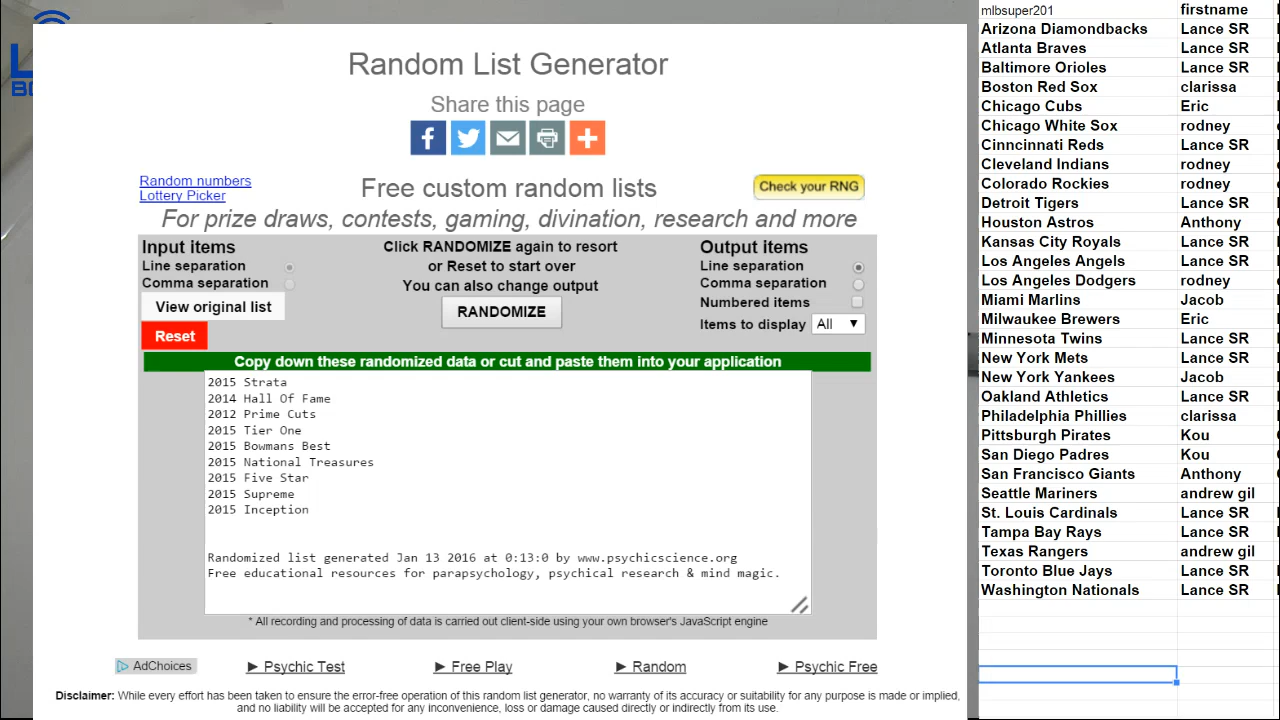 Random List Generator
Share this page
Random numbers
Lottery Picker
Free custom random lists
Check your RNG
For prize draws, contests, gaming, divination, research and more
Input items
Line separation
Comma separation
View original list
Reset
Click RANDOMIZE again to resort
or Reset to start over
You can also change output
RANDOMIZE
Output items
Line separation
Comma separation
Numbered items
Items to display All
Copy down these randomized data or cut and paste them into your application
2015 Strata
2014 Hall Of Fame
2012 Prime Cuts
2015 Tier One
2015 Bowmans Best
2015 National Treasures
2015 Five Star
2015 Supreme
2015 Inception
Randomized list generated Jan 13 2016 at 0:13:0 by www.psychicscience.org
Free educational resources for parapsychology, psychical research & mind magic.
* All recording and processing of data is carried out client-side using your own browser's JavaScript engine
AdChoices
► Psychic Test
► Free Play
► Random
► Psychic Free
Disclaimer: While every effort has been taken to ensure the error-free operation of this random list generator, no warranty of its accuracy or suitability for any purpose is made or implied,
and no liability will be accepted for any inconvenience, loss or damage caused directly or indirectly from its use.
mlbsuper201 firstname
Arizona Diamondbacks Lance SR
Atlanta Braves Lance SR
Baltimore Orioles Lance SR
Boston Red Sox clarissa
Chicago Cubs Eric
Chicago White Sox rodney
Cinncinnati Reds Lance SR
Cleveland Indians rodney
Colorado Rockies rodney
Detroit Tigers Lance SR
Houston Astros Anthony
Kansas City Royals Lance SR
Los Angeles Angels Lance SR
Los Angeles Dodgers rodney
Miami Marlins Jacob
Milwaukee Brewers Eric
Minnesota Twins Lance SR
New York Mets Lance SR
New York Yankees Jacob
Oakland Athletics Lance SR
Philadelphia Phillies clarissa
Pittsburgh Pirates Kou
San Diego Padres Kou
San Francisco Giants Anthony
Seattle Mariners andrew gil
St. Louis Cardinals Lance SR
Tampa Bay Rays Lance SR
Texas Rangers andrew gil
Toronto Blue Jays Lance SR
Washington Nationals Lance SR